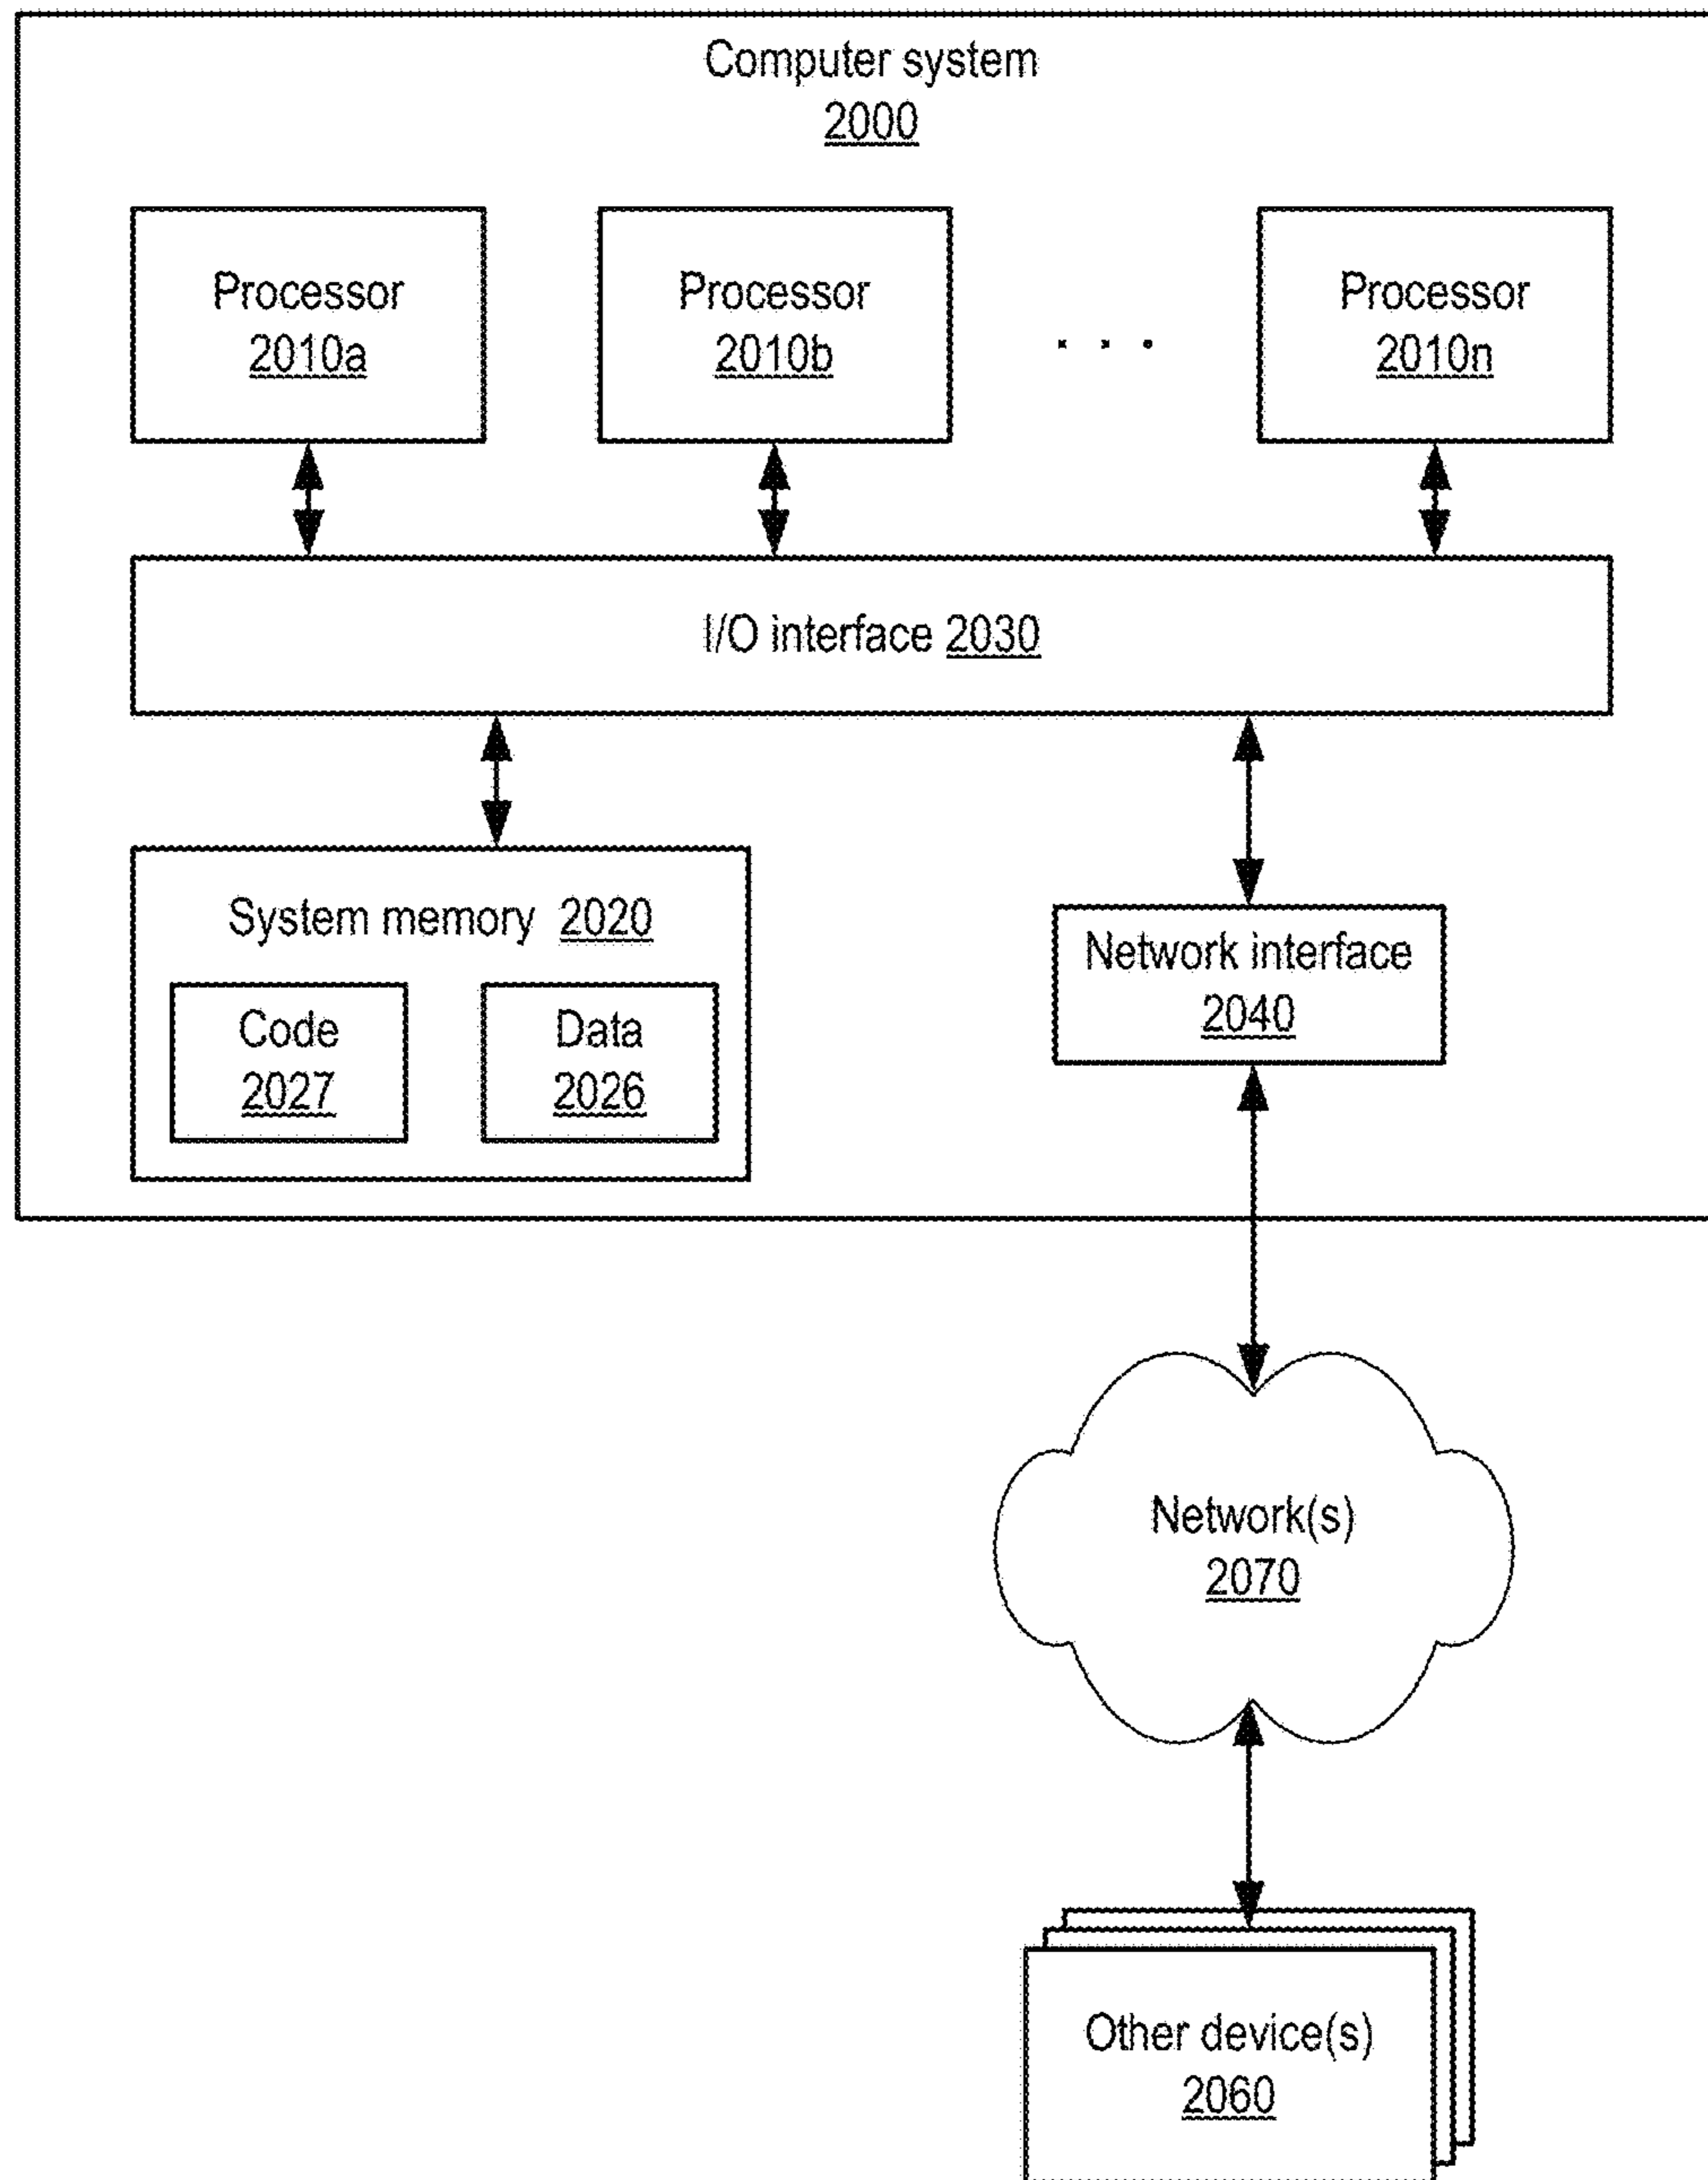 Computer system
2000
Processor
2010a
Processor
2010b
. . .
Processor
2010n
I/O interface 2030
System memory 2020
Code
2027
Data
2026
Network interface
2040
Network(s)
2070
Other device(s)
2060